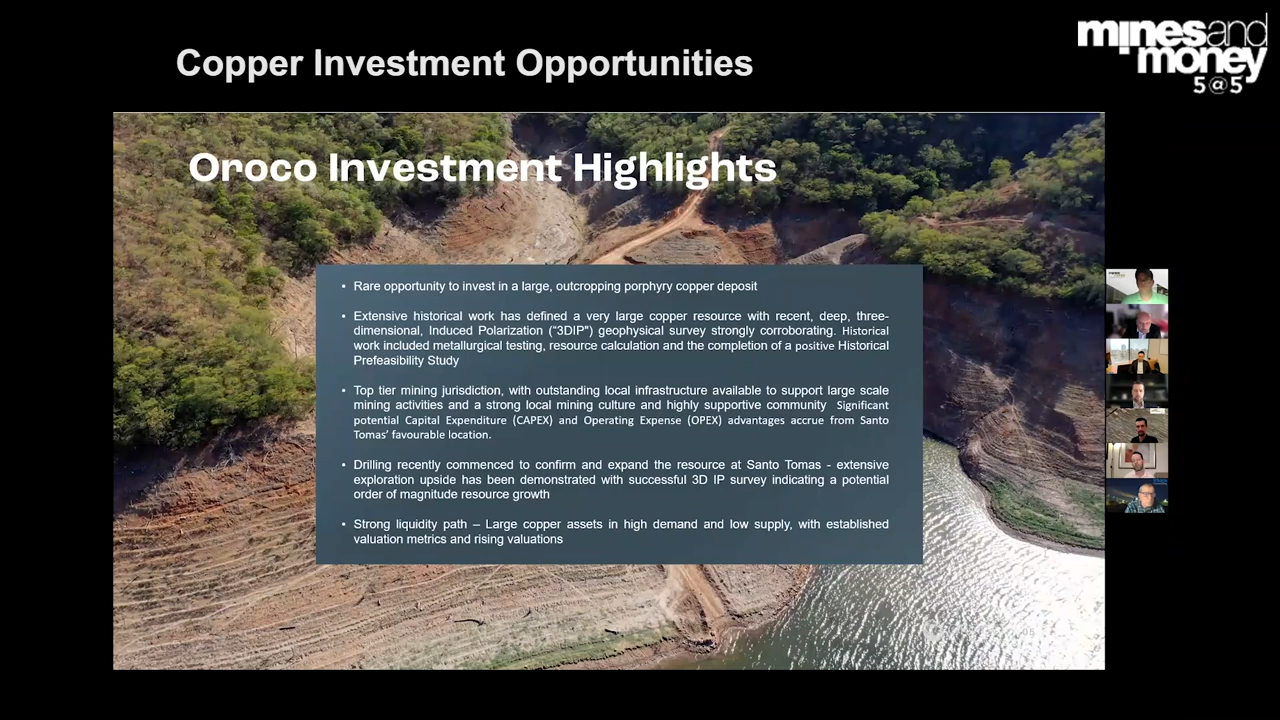 Copper Investment Opportunities
minesand
money
5@5
Oroco Investment Highlights
• Rare opportunity to invest in a large, outcropping porphyry copper deposit
• Extensive historical work has defined a very large copper resource with recent, deep, three-
dimensional, Induced Polarization (“3DIP") geophysical survey strongly corroborating. Historical
work included metallurgical testing, resource calculation and the completion of a positive Historical
Prefeasibility Study
• Top tier mining jurisdiction, with outstanding local infrastructure available to support large scale
mining activities and a strong local mining culture and highly supportive community Significant
potential Capital Expenditure (CAPEX) and Operating Expense (OPEX) advantages accrue from Santo
Tomas’ favourable location.
• Drilling recently commenced to confirm and expand the resource at Santo Tomas - extensive
exploration upside has been demonstrated with successful 3D IP survey indicating a potential
order of magnitude resource growth
• Strong liquidity path – Large copper assets in high demand and low supply, with established
valuation metrics and rising valuations